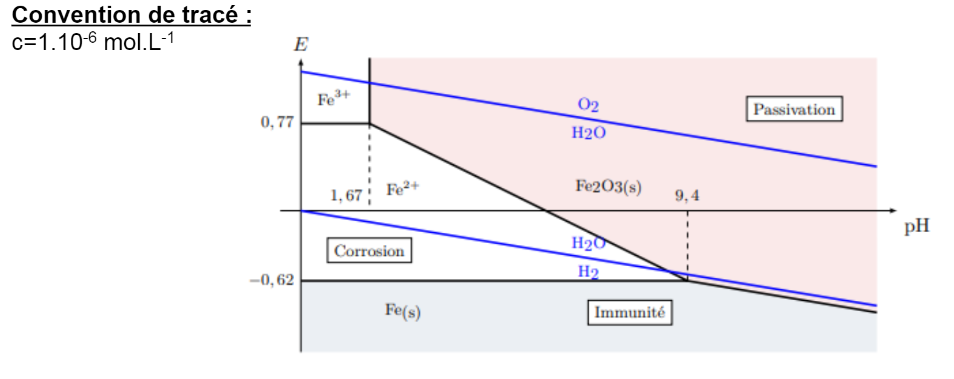 Convention de tracé :
c=1.10⁻⁶ mol.L⁻¹
E
Fe³⁺
O2
Passivation
0, 77
H2O
1, 67
Fe²⁺
Fe2O3(s)
9, 4
pH
Corrosion
H2O
H2
−0, 62
Fe(s)
Immunité